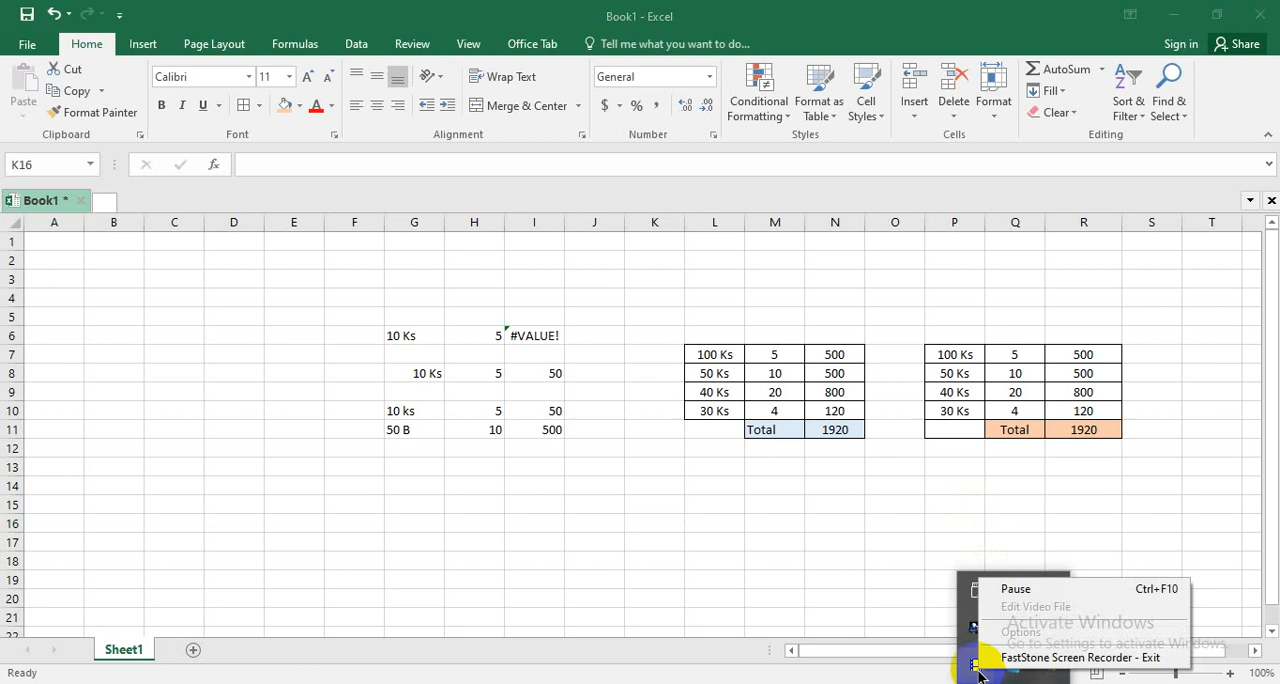 Book1 - Excel
File Home Insert Page Layout Formulas Data Review View Office Tab Tell me what you want to do... Sign in Share
Paste Cut Copy Format Painter
Calibri 11 B I U A
Wrap Text Merge & Center
General $ % ,
Conditional Formatting Format as Table Cell Styles
Insert Delete Format
AutoSum Fill Clear Sort & Filter Find & Select
Clipboard Font Alignment Number Styles Cells Editing
K16 fx
Book1 *
A B C D E F G H I J K L M N O P Q R S T
1
2
3
4
5
6 10 Ks 5 #VALUE!
7 100 Ks 5 500 100 Ks 5 500
8 10 Ks 5 50 50 Ks 10 500 50 Ks 10 500
9 40 Ks 20 800 40 Ks 20 800
10 10 ks 5 50 30 Ks 4 120 30 Ks 4 120
11 50 B 10 500 Total 1920 Total 1920
12
13
14
15
16
17
18
19
20
21
22
Pause Ctrl+F10
Edit Video File
Activate Windows
Options
Go to Settings to activate Windows.
FastStone Screen Recorder - Exit
Sheet1
Ready 100%